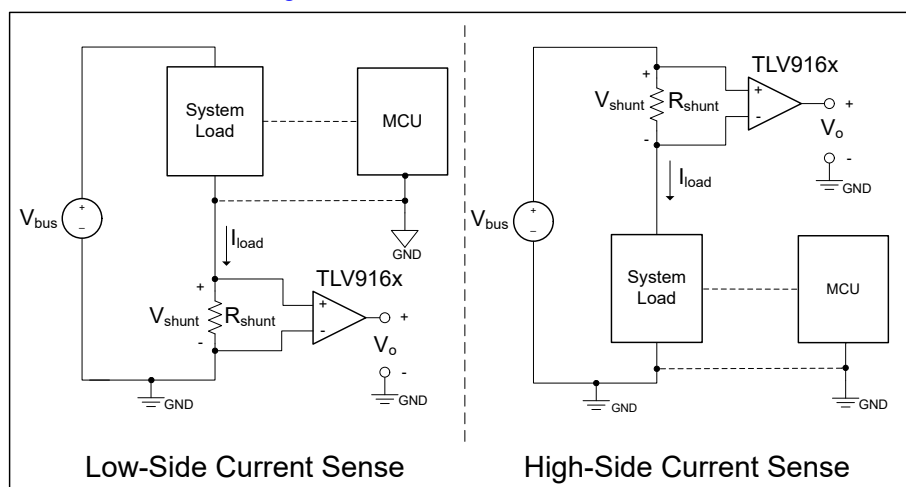 System
Load
MCU
V_bus
+
−
I_load
GND
TLV916x
+
V_shunt
R_shunt
-
+
-
+
V_o
-
GND
GND
Low-Side Current Sense
TLV916x
+
V_shunt
R_shunt
-
+
-
+
V_o
-
GND
I_load
V_bus
+
−
System
Load
MCU
GND
GND
High-Side Current Sense